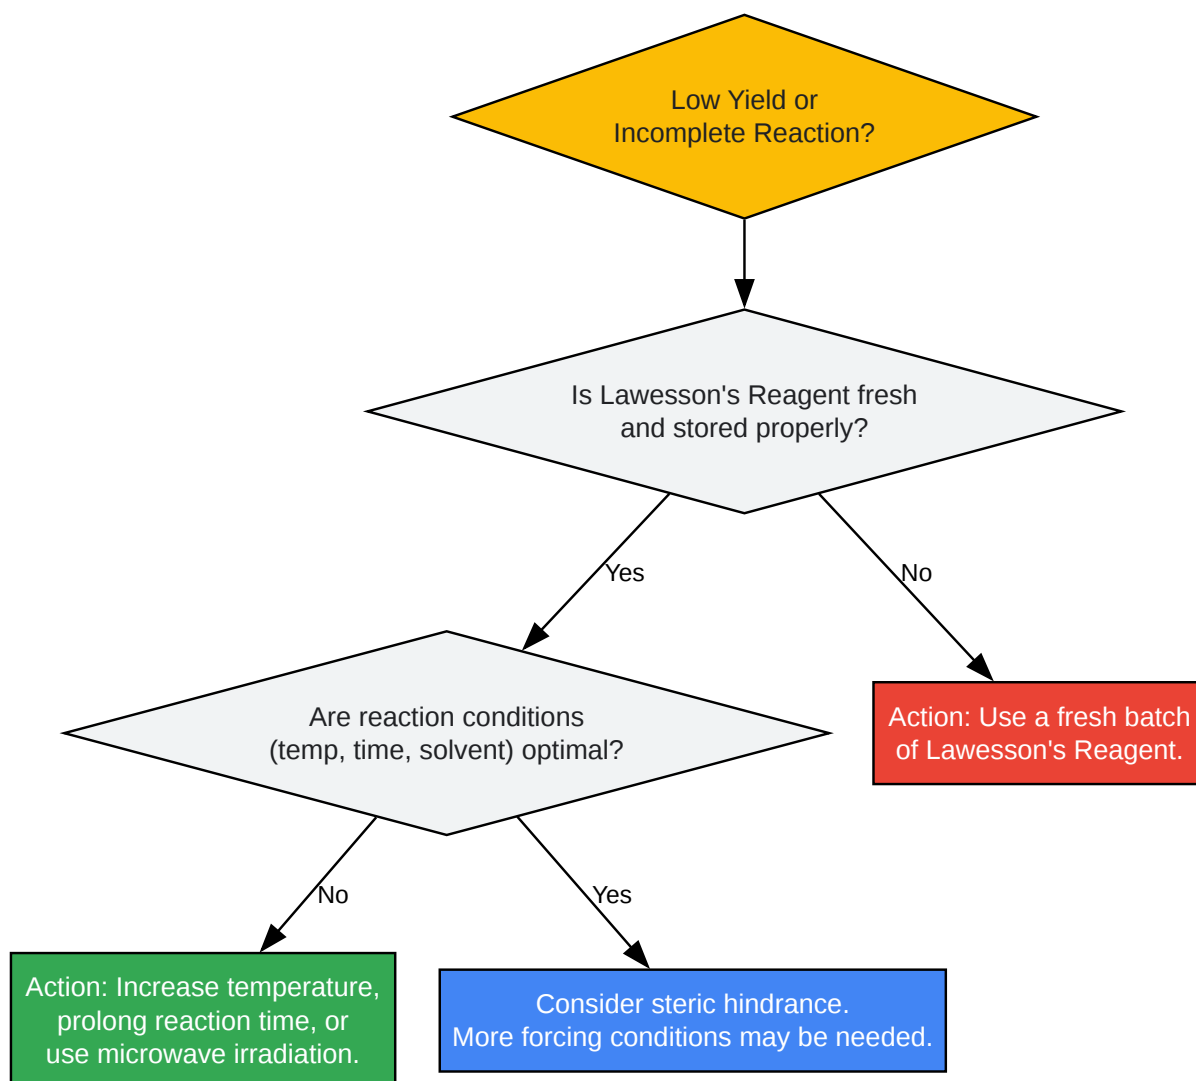 Low Yield or
Incomplete Reaction?
Is Lawesson's Reagent fresh
and stored properly?
Yes
No
Are reaction conditions
(temp, time, solvent) optimal?
Action: Use a fresh batch
of Lawesson's Reagent.
No
Yes
Action: Increase temperature,
prolong reaction time, or
use microwave irradiation.
Consider steric hindrance.
More forcing conditions may be needed.